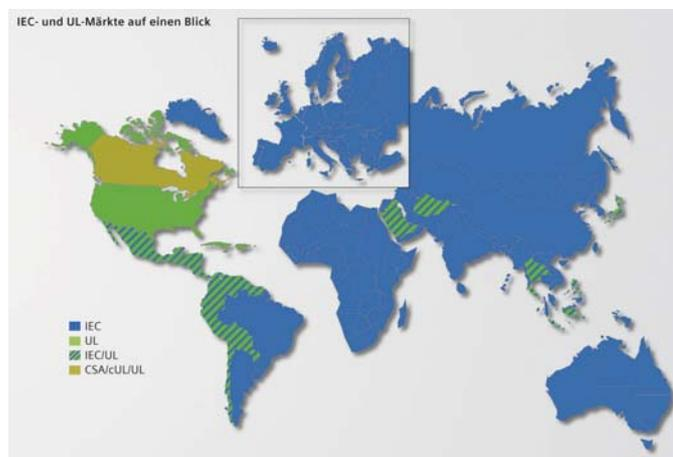 IEC- und UL-Märkte auf einen Blick
IEC
UL
IEC/UL
CSA/cUL/UL